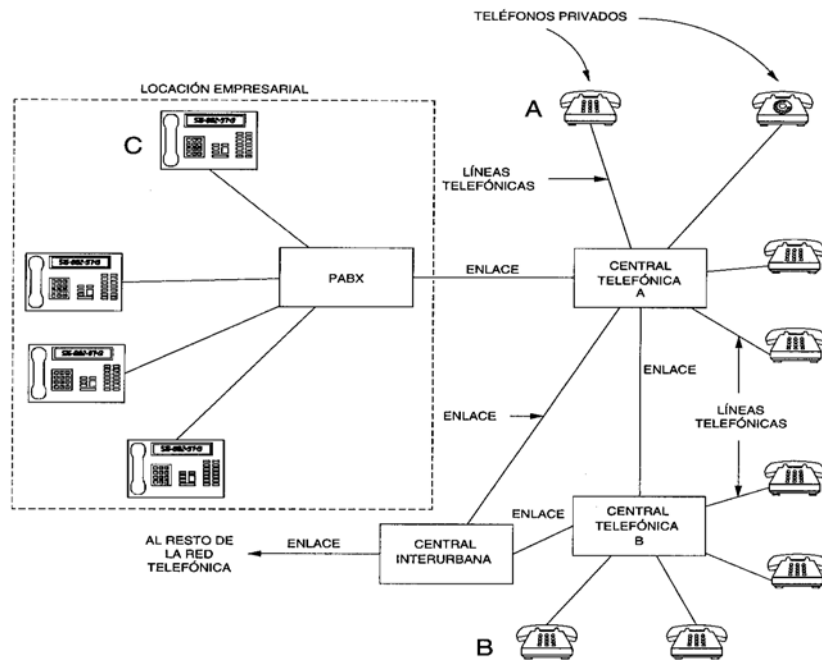 TELÉFONOS PRIVADOS
LOCACIÓN EMPRESARIAL
A
C
LÍNEAS
TELEFÓNICAS
PABX
ENLACE
CENTRAL
TELEFÓNICA
A
ENLACE
ENLACE
LÍNEAS
TELEFÓNICAS
AL RESTO DE
LA RED
TELEFÓNICA
ENLACE
CENTRAL
INTERURBANA
ENLACE
CENTRAL
TELEFÓNICA
B
B